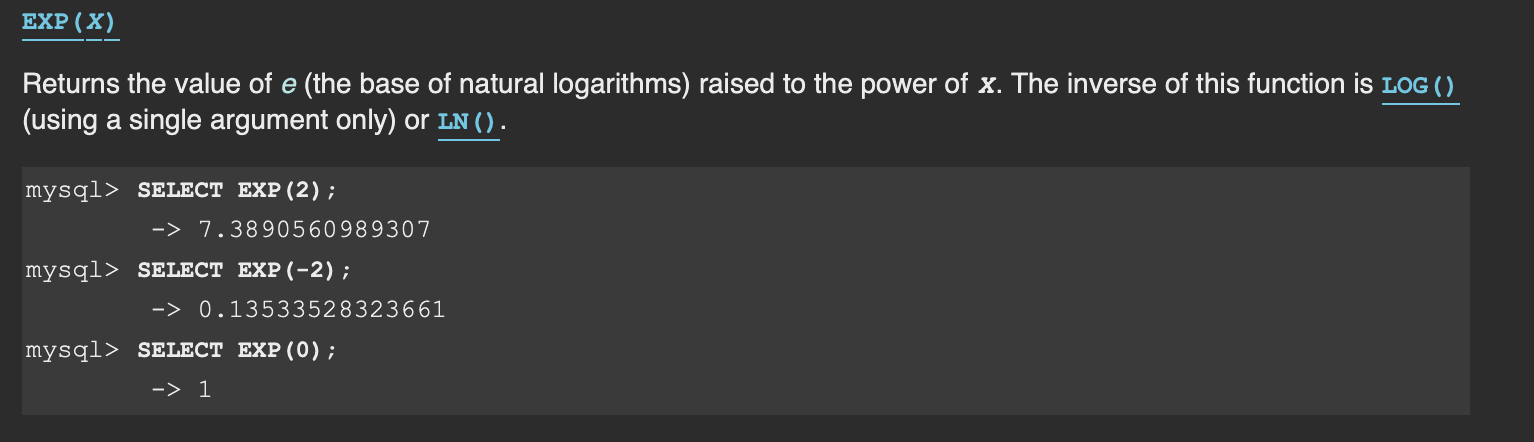 EXP(X)
Returns the value of e (the base of natural logarithms) raised to the power of X. The inverse of this function is LOG()
(using a single argument only) or LN().
mysql> SELECT EXP(2);
-> 7.3890560989307
mysql> SELECT EXP(-2);
-> 0.13533528323661
mysql> SELECT EXP(0);
-> 1